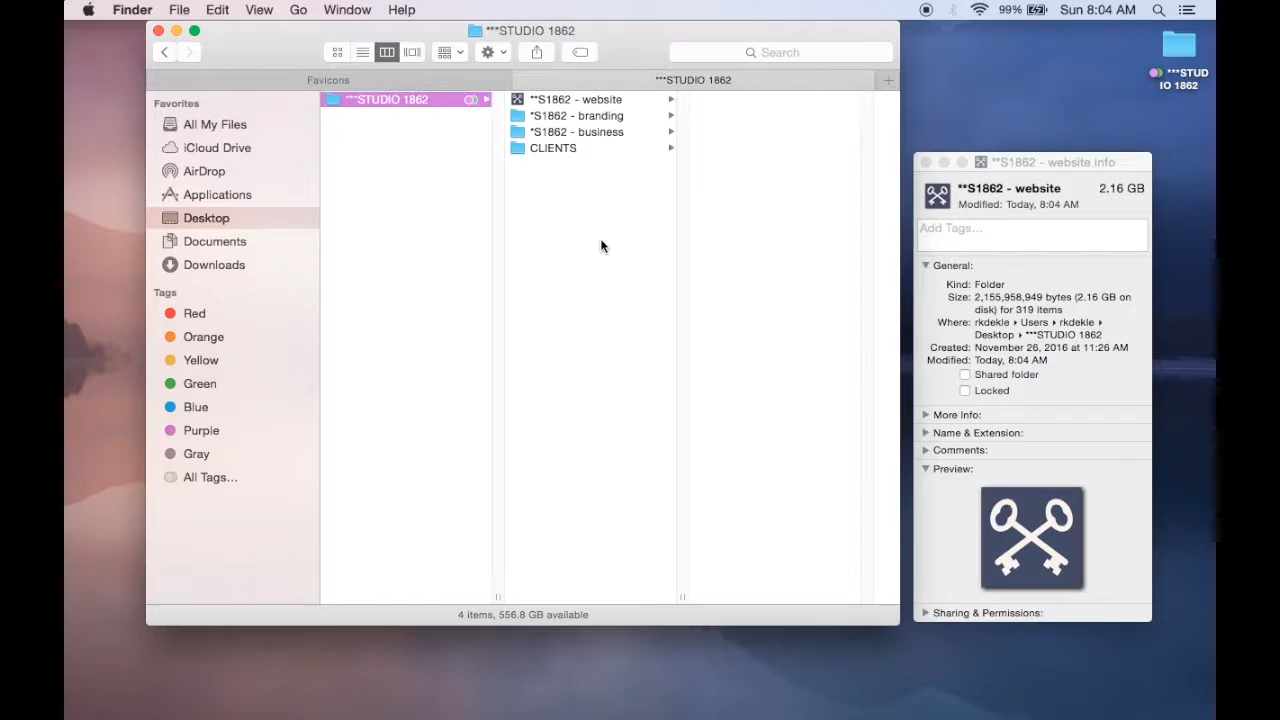 Finder File Edit View Go Window Help
99% Sun 8:04 AM
***STUDIO 1862
Search
Favicons
***STUDIO 1862
Favorites
All My Files
iCloud Drive
AirDrop
Applications
Desktop
Documents
Downloads
Tags
Red
Orange
Yellow
Green
Blue
Purple
Gray
All Tags...
***STUDIO 1862
**S1862 - website
*S1862 - branding
*S1862 - business
CLIENTS
4 items, 556.8 GB available
***STUD
IO 1862
**S1862 - website info
**S1862 - website 2.16 GB
Modified: Today, 8:04 AM
Add Tags...
General:
Kind: Folder
Size: 2,155,958,949 bytes (2.16 GB on
disk) for 319 items
Where: rkdekle ▸ Users ▸ rkdekle ▸
Desktop ▸ ***STUDIO 1862
Created: November 26, 2016 at 11:26 AM
Modified: Today, 8:04 AM
Shared folder
Locked
More Info:
Name & Extension:
Comments:
Preview:
Sharing & Permissions: